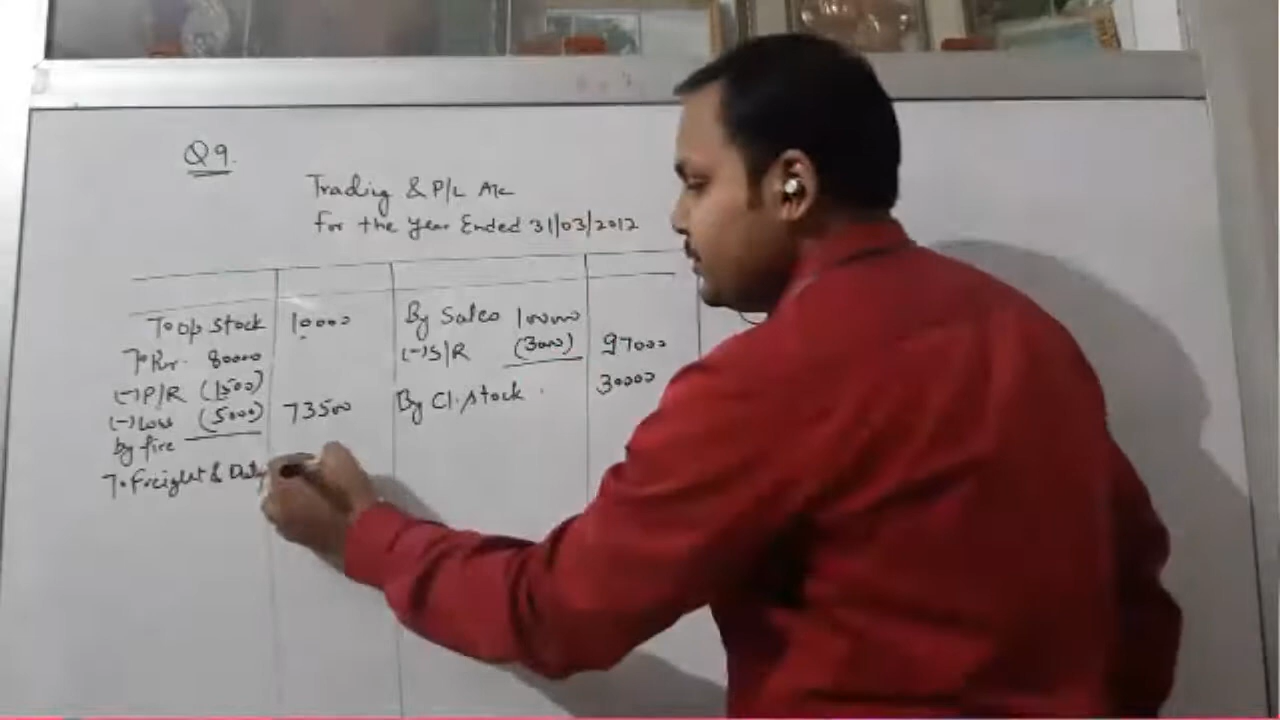 Q9.
Trading & P/L A/c
for the year Ended 31/03/2012
To Op Stock 10000 By Sales 100000
To Pur. 80000 (-) S/R (3000) 97000
(-) P/R (1500) By Cl. stock. 30000
(-) Loss (5000) 73500
by fire
To Freight & Duty